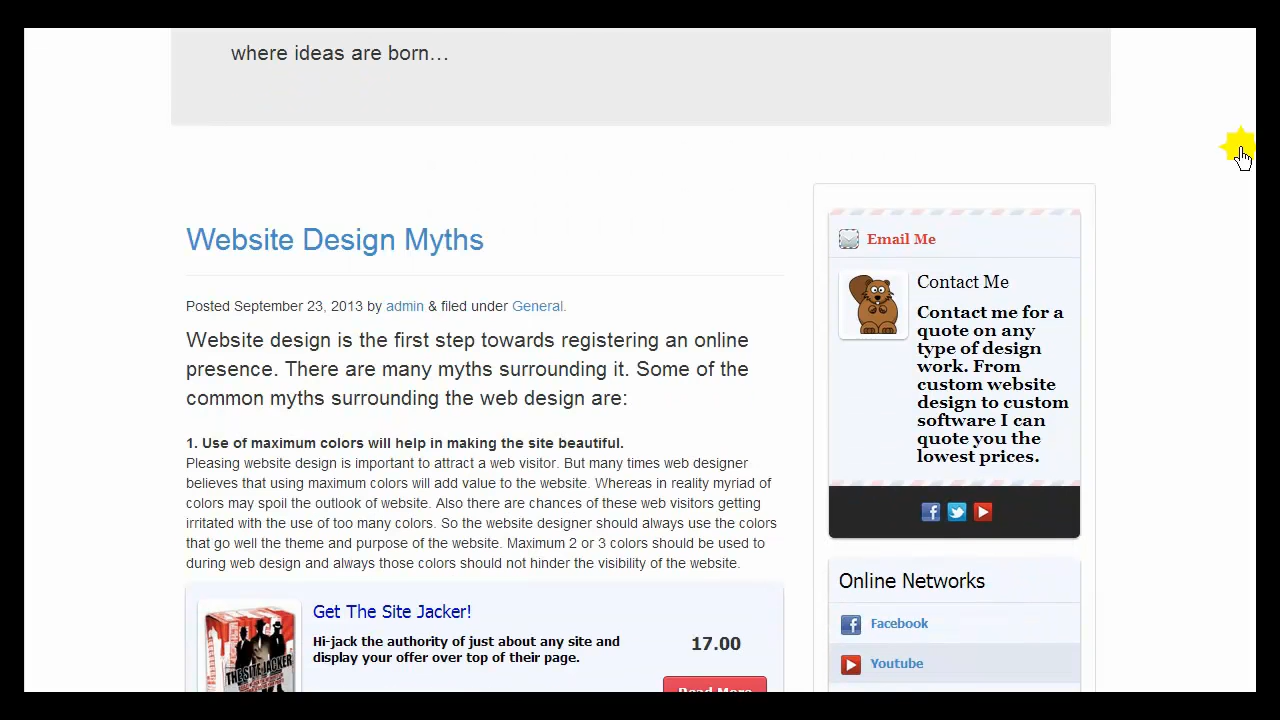 where ideas are born...
Website Design Myths
Posted September 23, 2013 by admin & filed under General.
Website design is the first step towards registering an online
presence. There are many myths surrounding it. Some of the
common myths surrounding the web design are:
1. Use of maximum colors will help in making the site beautiful.
Pleasing website design is important to attract a web visitor. But many times web designer
believes that using maximum colors will add value to the website. Whereas in reality myriad of
colors may spoil the outlook of website. Also there are chances of these web visitors getting
irritated with the use of too many colors. So the website designer should always use the colors
that go well the theme and purpose of the website. Maximum 2 or 3 colors should be used to
during web design and always those colors should not hinder the visibility of the website.
THE SITE
JACKER
Get The Site Jacker!
Hi-jack the authority of just about any site and
display your offer over top of their page.
17.00
Read More
Email Me
Contact Me
Contact me for a
quote on any
type of design
work. From
custom website
design to custom
software I can
quote you the
lowest prices.
Online Networks
Facebook
Youtube